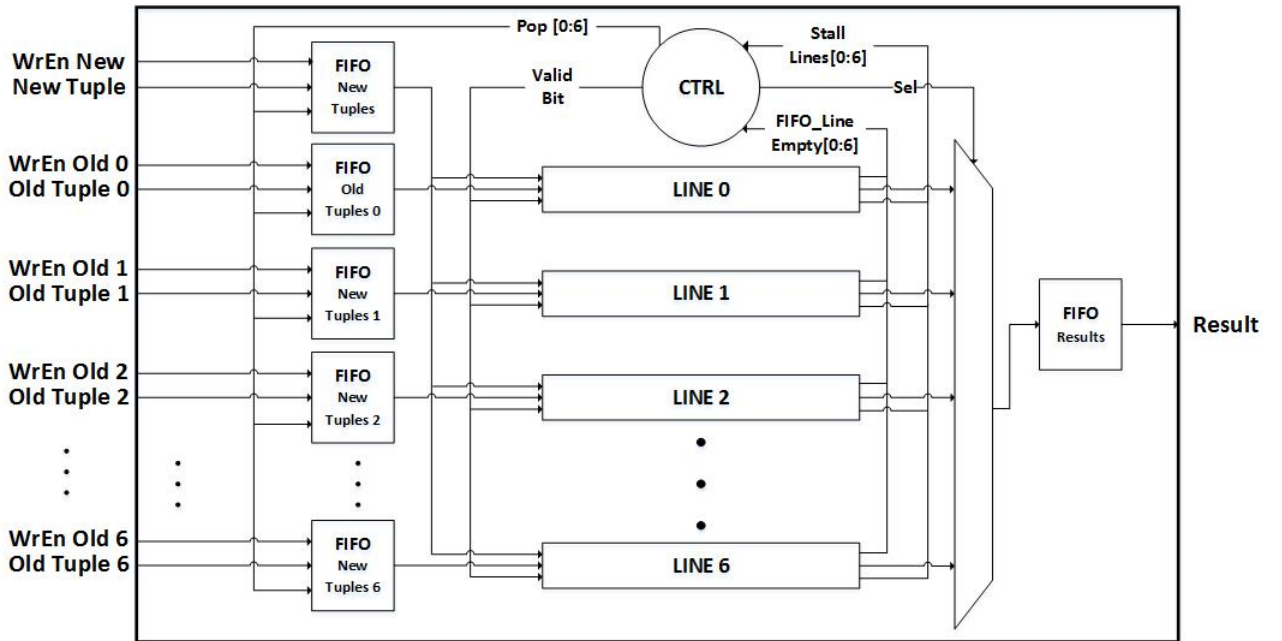 Pop [0:6]
Stall
Lines[0:6]
WrEn New
New Tuple
FIFO
New
Tuples
Valid
Bit
CTRL
Sel
FIFO_Line
Empty[0:6]
WrEn Old 0
Old Tuple 0
FIFO
Old
Tuples 0
LINE 0
WrEn Old 1
Old Tuple 1
FIFO
New
Tuples 1
LINE 1
FIFO
Results
Result
WrEn Old 2
Old Tuple 2
FIFO
New
Tuples 2
LINE 2
WrEn Old 6
Old Tuple 6
FIFO
New
Tuples 6
LINE 6